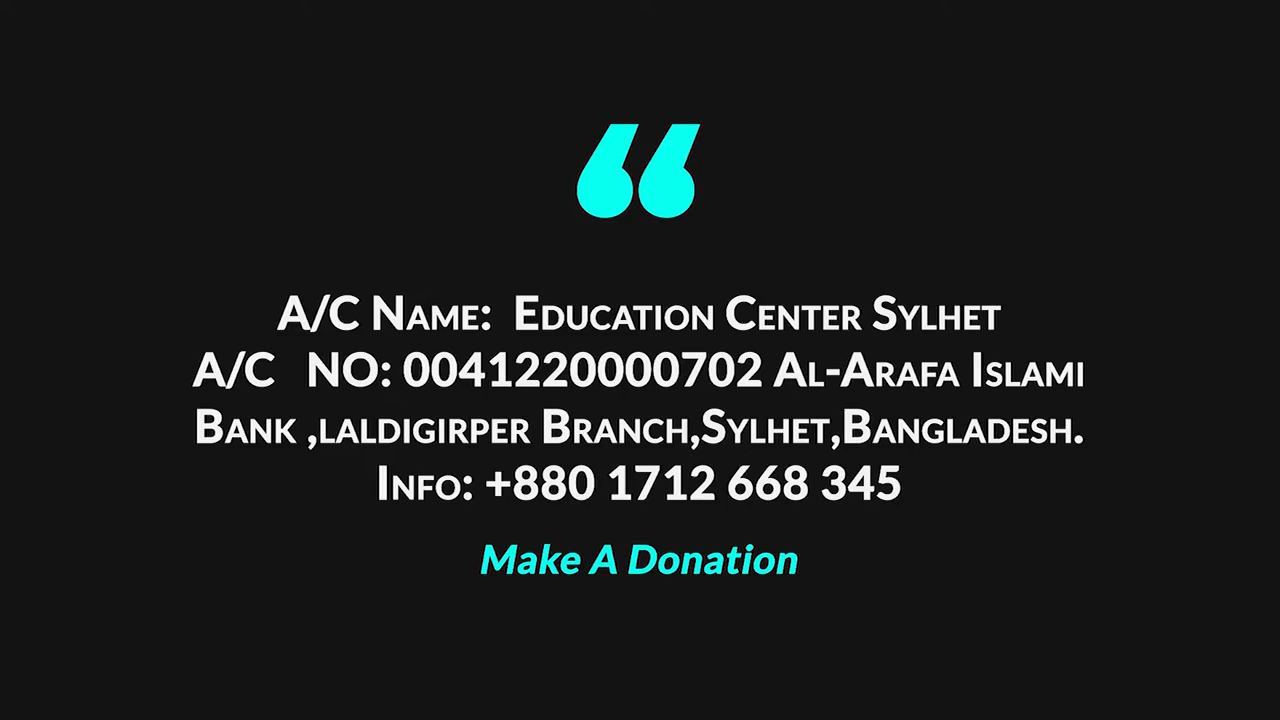 “
A/C Name:  Education Center Sylhet
A/C   NO: 0041220000702 Al-Arafa Islami
Bank ,laldigirper Branch,Sylhet,Bangladesh.
Info: +880 1712 668 345
Make A Donation